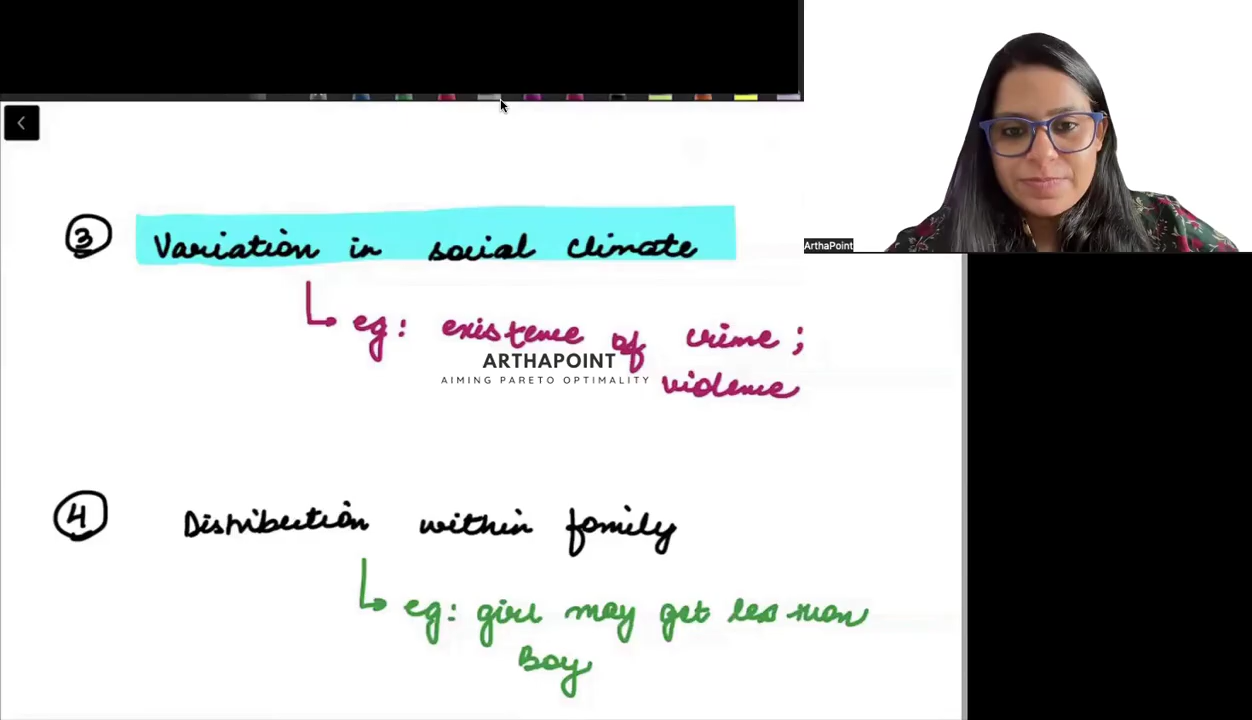 ArthaPoint
3 Variation in social climate
eg: existence of crime;
violence
ARTHAPOINT
AIMING PARETO OPTIMALITY
4 Distribution within family
eg: girl may get less than
Boy